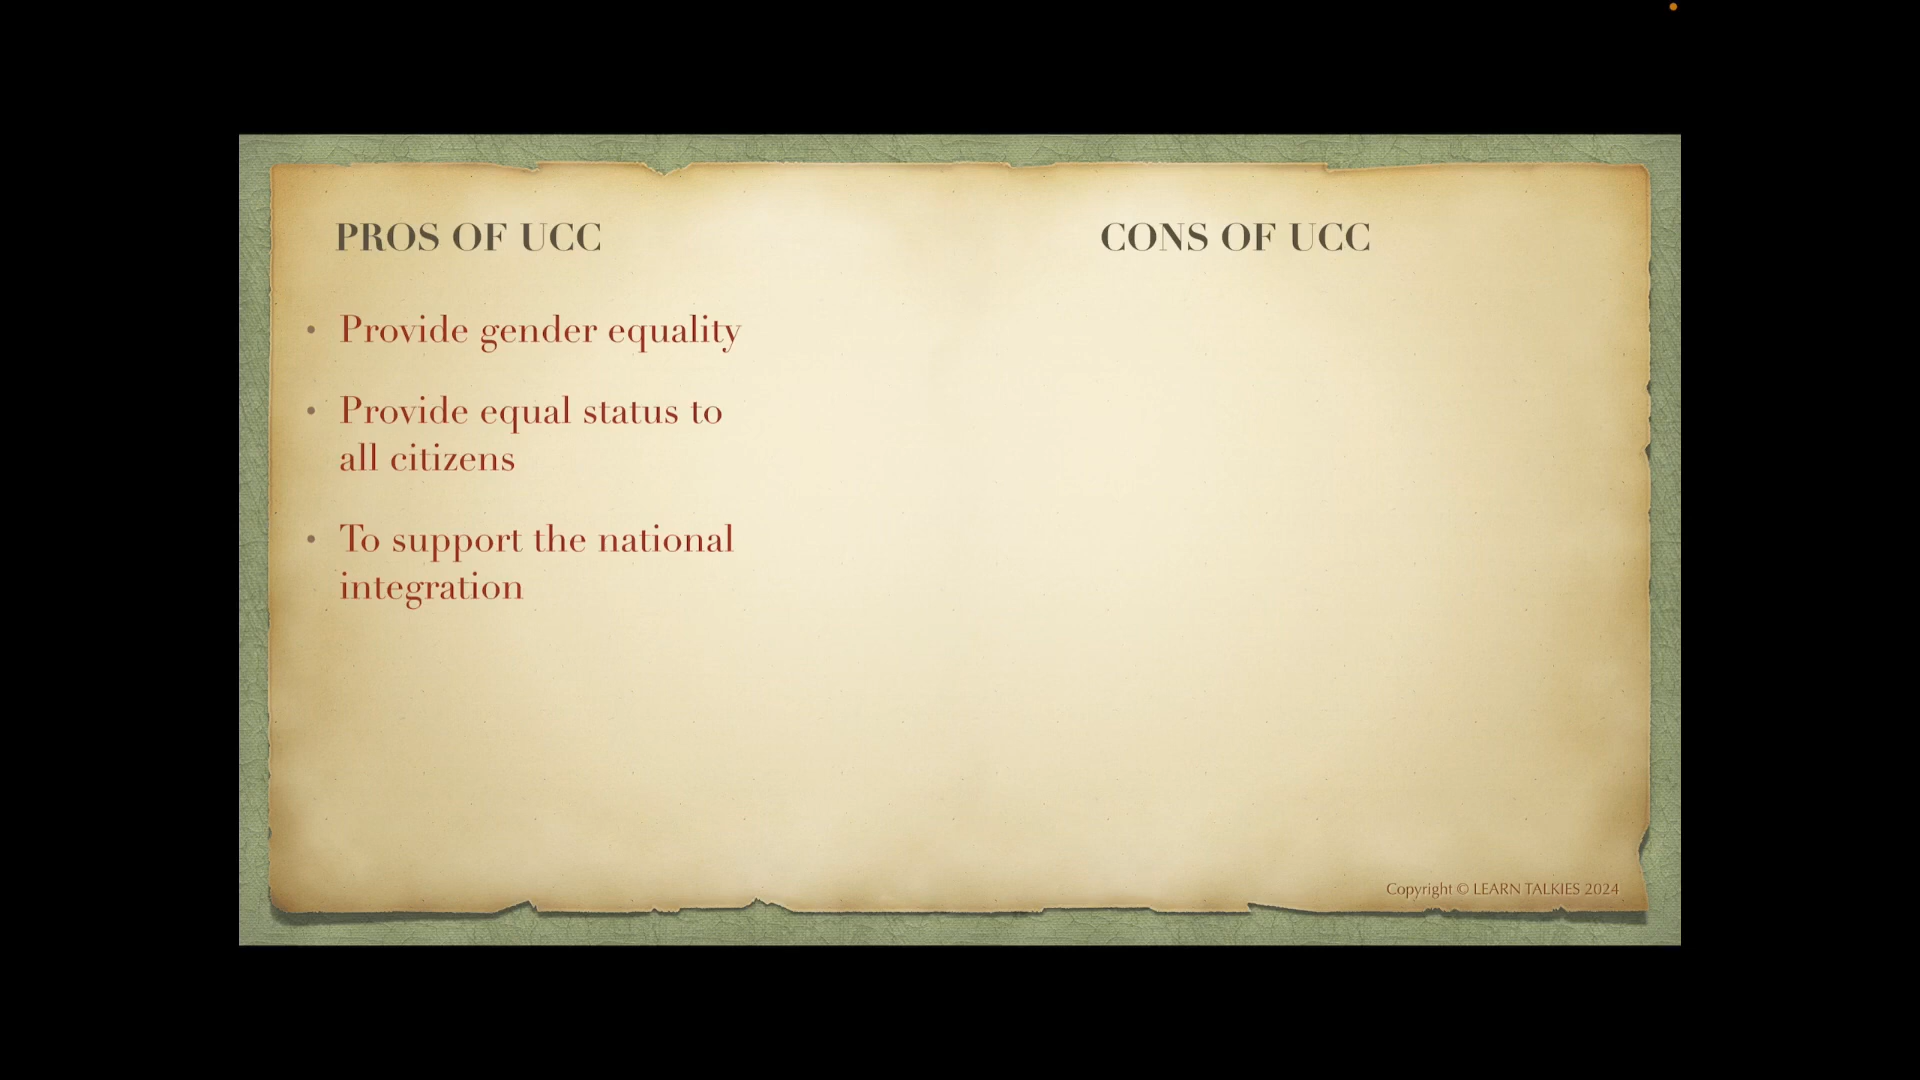 PROS OF UCC
CONS OF UCC
• Provide gender equality
• Provide equal status to
all citizens
• To support the national
integration
Copyright © LEARN TALKIES 2024